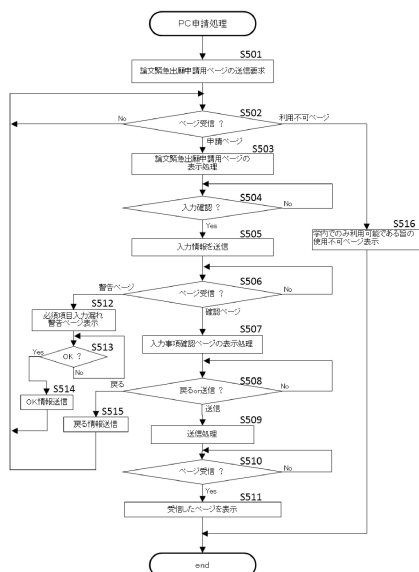 PC申請処理
S501
論文緊急出願申請用ページの送信要求
S502
No
ページ受信 ?
利用不可ページ
申請ページ
S503
論文緊急出願申請用ページの
表示処理
S504
入力確認 ?
No
Yes
S505
入力情報を送信
S516
学内でのみ利用可能である旨の
使用不可ページ表示
S506
警告ページ
ページ受信 ?
No
確認ページ
S512
必須項目入力漏れ
警告ページ表示
S507
入力事項確認ページの表示処理
S513
Yes
OK ?
No
S508
戻るor送信 ?
No
戻る
送信
S514
OK情報送信
S515
戻る情報送信
S509
送信処理
S510
ページ受信 ?
No
Yes
S511
受信したページを表示
end